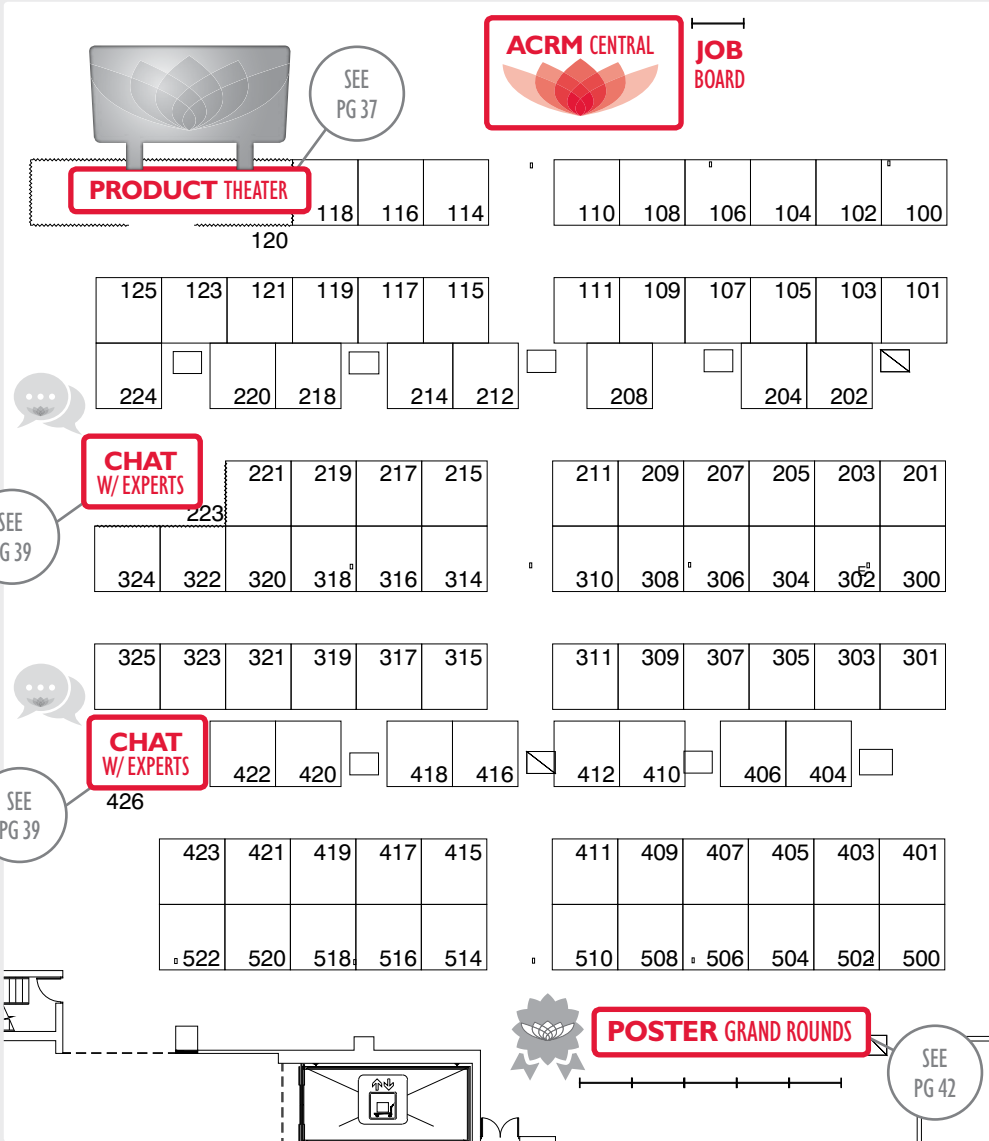 ACRM CENTRAL
JOB
BOARD
SEE
PG 37
PRODUCT THEATER
118 116 114 110 108 106 104 102 100
120
125 123 121 119 117 115 111 109 107 105 103 101
224 220 218 214 212 208 204 202
CHAT
W/ EXPERTS
221 219 217 215 211 209 207 205 203 201
223
SEE
G 39
324 322 320 318 316 314 310 308 306 304 302 300
E
325 323 321 319 317 315 311 309 307 305 303 301
CHAT
W/ EXPERTS
422 420 418 416 412 410 406 404
426
SEE
PG 39
423 421 419 417 415 411 409 407 405 403 401
522 520 518 516 514 510 508 506 504 502 500
POSTER GRAND ROUNDS
SEE
PG 42